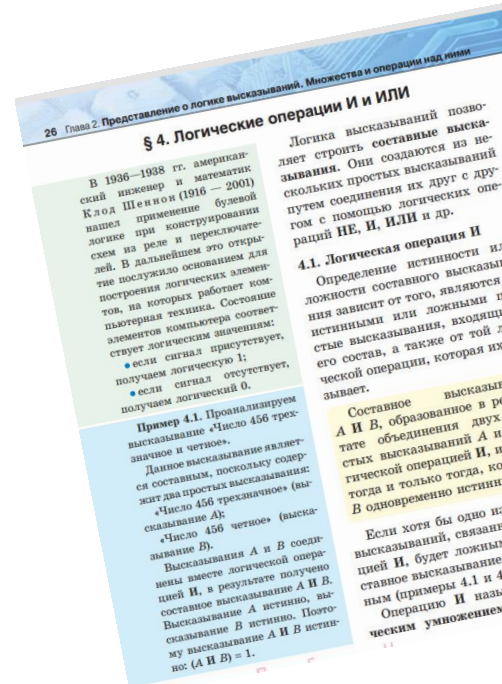 26 Глава 2. Представление о логике высказываний. Множества и операции над ними
§ 4. Логические операции И и ИЛИ
В 1936—1938 гг. американ-
ский инженер и математик
Клод Шеннон (1916 — 2001)
нашел применение булевой
логике при конструировании
схем из реле и переключате-
лей. В дальнейшем это откры-
тие послужило основанием для
построения логических элемен-
тов, на которых работает ком-
пьютерная техника. Состояние
элементов компьютера соответ-
ствует логическим значениям:
• если сигнал присутствует,
получаем логическую 1;
• если сигнал отсутствует,
получаем логический 0.
Пример 4.1. Проанализируем
высказывание «Число 456 трех-
значное и четное».
Данное высказывание являет-
ся составным, поскольку содер-
жит два простых высказывания:
«Число 456 трехзначное» (вы-
сказывание A);
«Число 456 четное» (выска-
зывание B).
Высказывания A и B соеди-
нены вместе логической опера-
цией И, в результате получено
составное высказывание A И B.
Высказывание A истинно, вы-
сказывание B истинно. Поэто-
му высказывание A И B истин-
но: (A И B) = 1.
Логика высказываний позво-
ляет строить составные выска-
зывания. Они создаются из не-
скольких простых высказываний
путем соединения их друг с дру-
гом с помощью логических опе-
раций НЕ, И, ИЛИ и др.
4.1. Логическая операция И
Определение истинности ил
ложности составного высказы
ния зависит от того, являются
истинными или ложными п
стые высказывания, входящи
его состав, а также от той л
ческой операции, которая их
зывает.
Составное высказыв
A И B, образованное в ре
тате объединения двух
стых высказываний A и
гической операцией И, и
тогда и только тогда, ко
B одновременно истинн
Если хотя бы одно из
высказываний, связанн
цией И, будет ложным
ставное высказывание
ным (примеры 4.1 и 4
Операцию И назы
ческим умножением